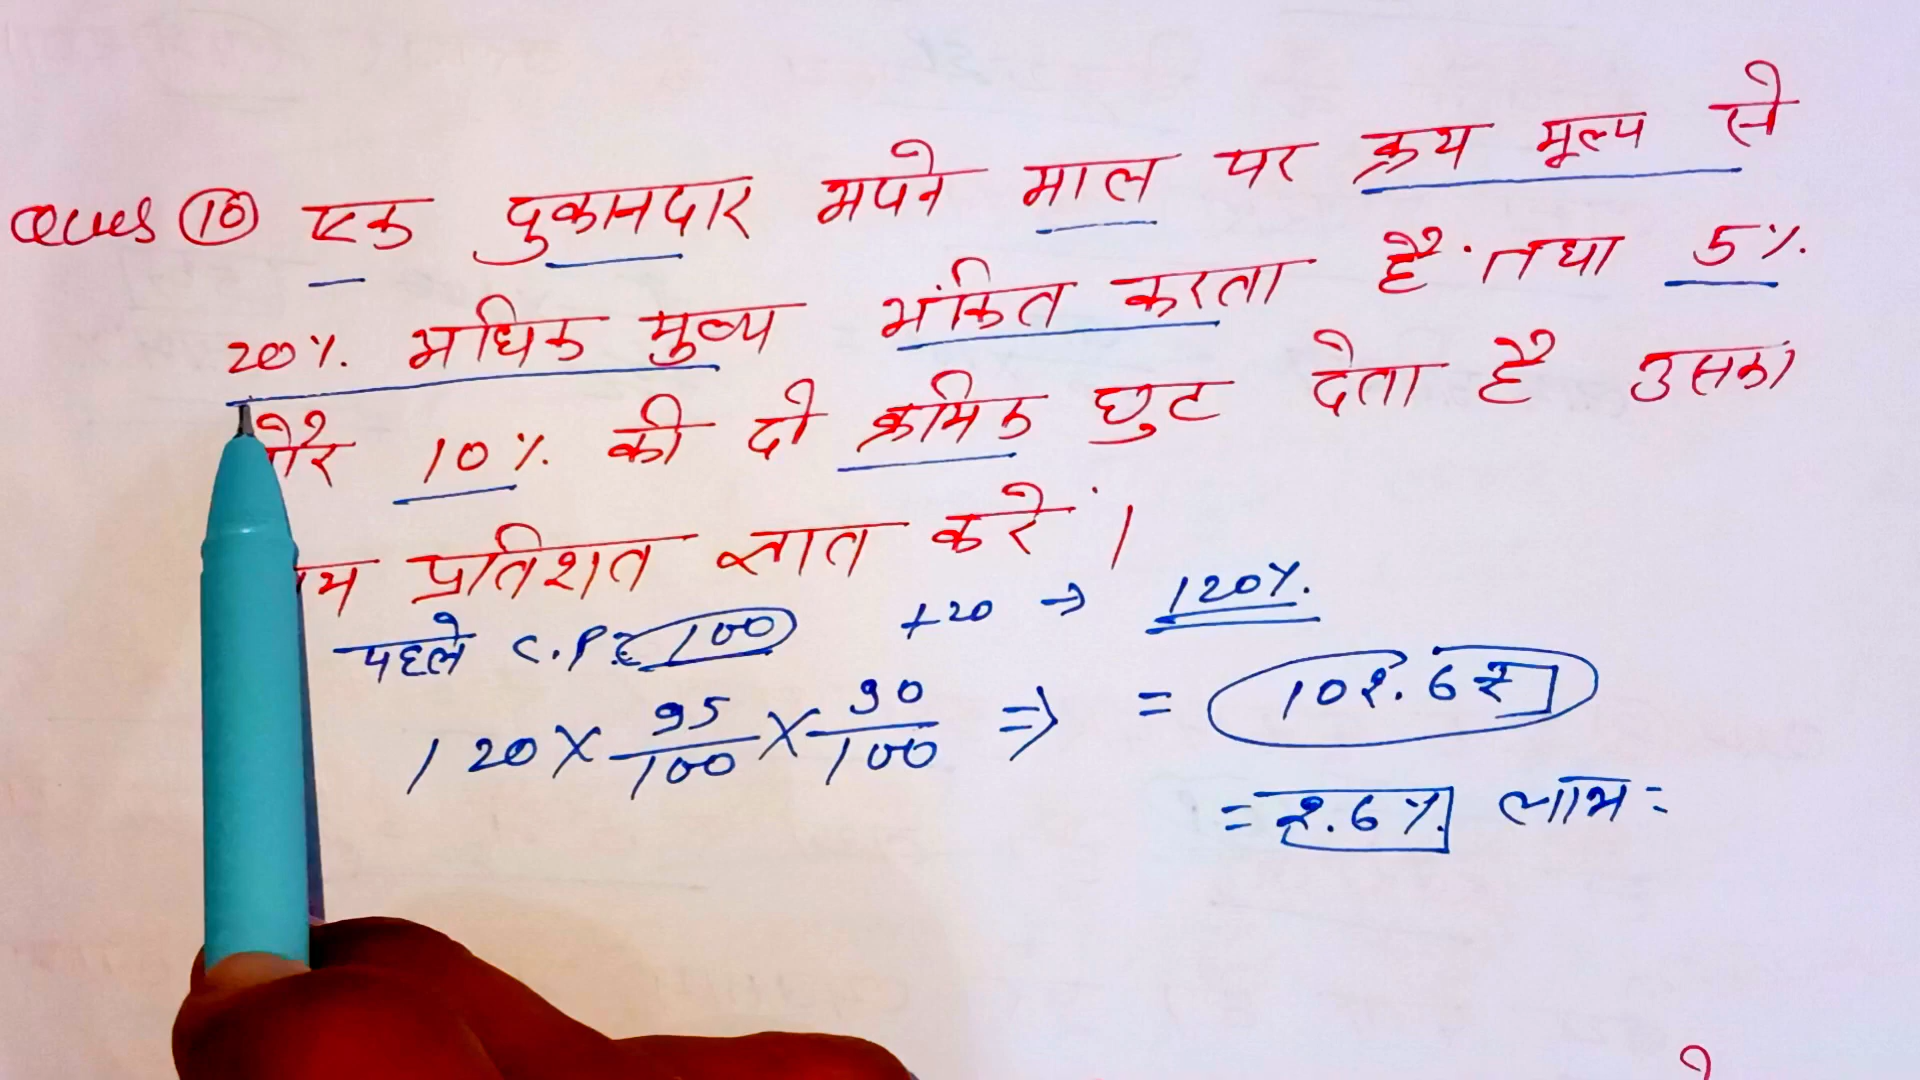 Ques 10 एक दुकानदार अपने माल पर क्रय मूल्य से
20% अधिक मुल्य अंकित करता है तथा 5%
10% की दो क्रमिक छुट देता है उसका
प्रतिशत ज्ञात करें ।
पहले C.P. = 100 +20 → 120%.
120 × 95/100 × 90/100 ⇒ = 102.6 ₹
= 2.6% लाभ =